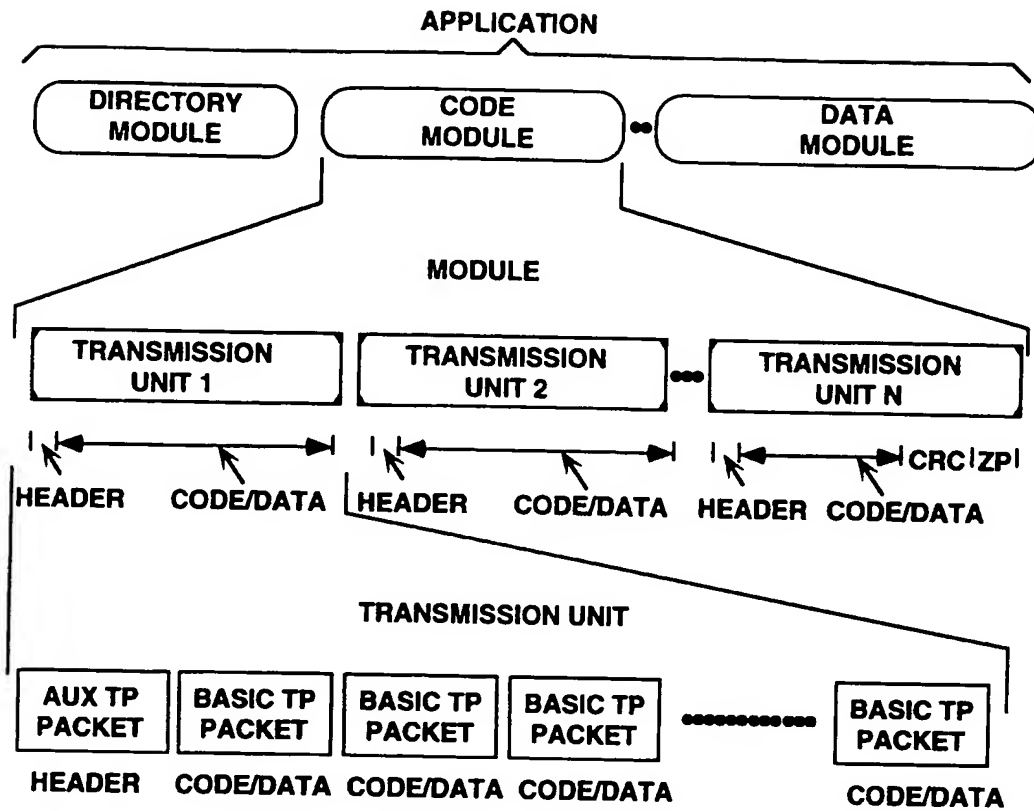 APPLICATION
DIRECTORY MODULE
CODE MODULE
DATA MODULE
MODULE
TRANSMISSION UNIT 1
TRANSMISSION UNIT 2
TRANSMISSION UNIT N
HEADER
CODE/DATA
HEADER
CODE/DATA
HEADER
CODE/DATA
CRC
ZP
TRANSMISSION UNIT
AUX TP PACKET
BASIC TP PACKET
BASIC TP PACKET
BASIC TP PACKET
BASIC TP PACKET
HEADER
CODE/DATA
CODE/DATA
CODE/DATA
CODE/DATA